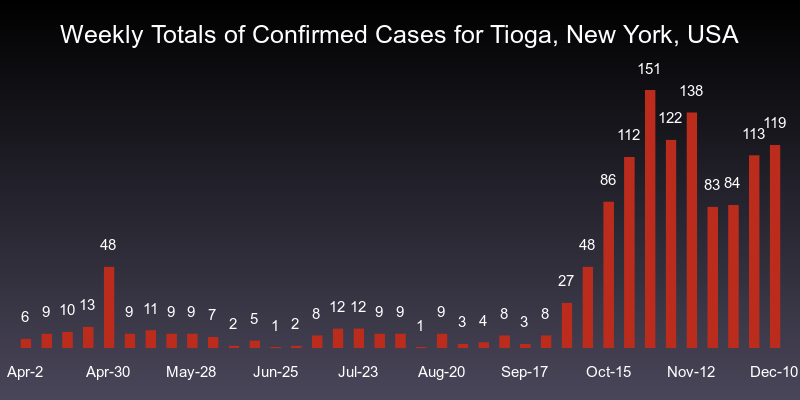 Weekly Totals of Confirmed Cases for Tioga, New York, USA
6 9 10 13 48 9 11 9 9 7 2 5 1 2 8 12 12 9 9 1 9 3 4 8 3 8 27 48 86 112 151 122 138 83 84 113 119
Apr-2 Apr-30 May-28 Jun-25 Jul-23 Aug-20 Sep-17 Oct-15 Nov-12 Dec-10